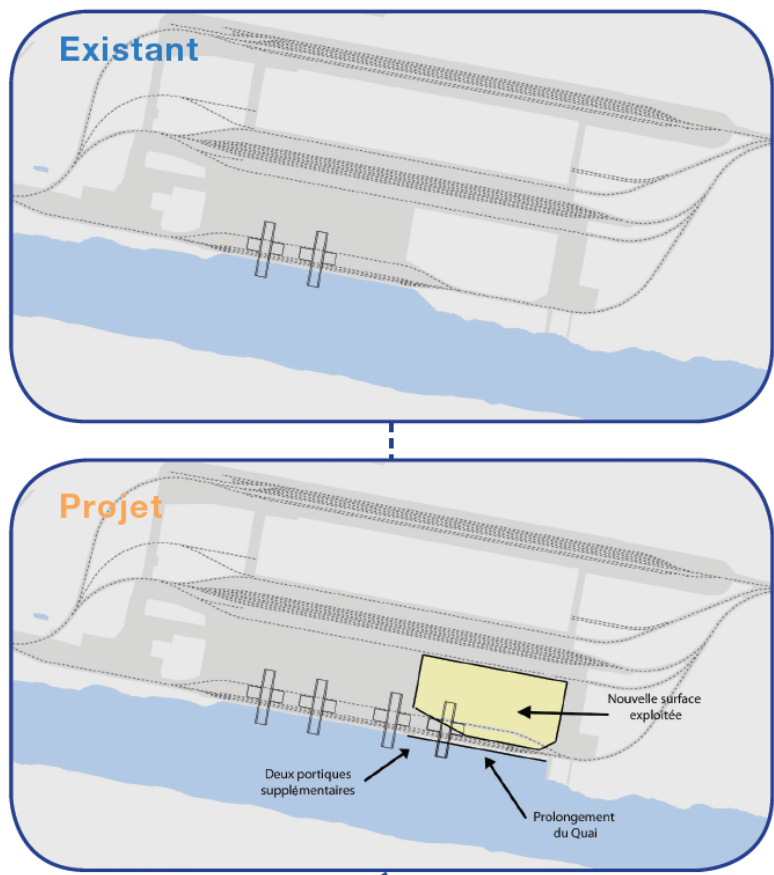 Existant
Projet
Nouvelle surface
exploitée
Deux portiques
supplémentaires
Prolongement
du Quai